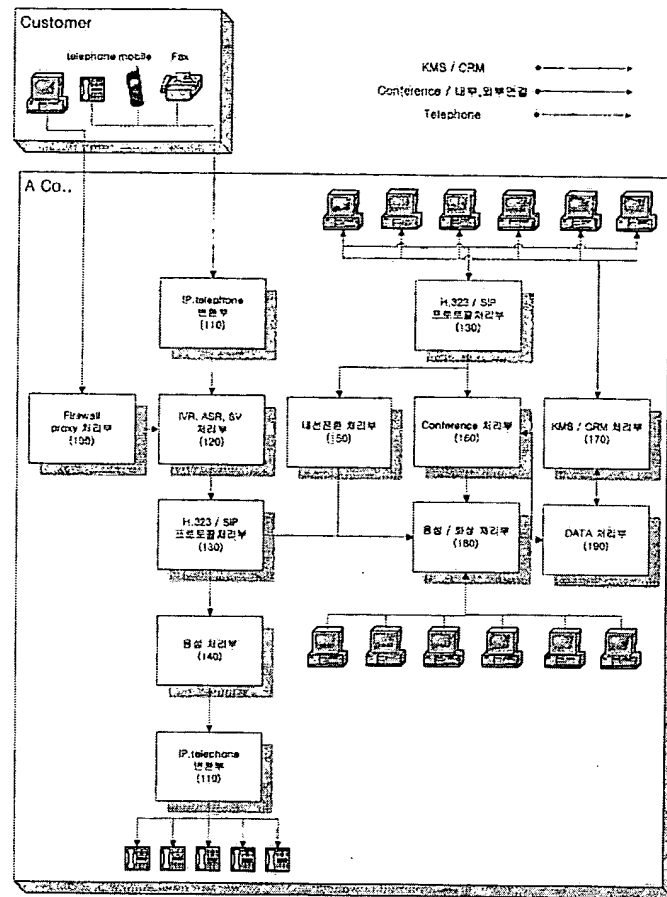 Customer
telephone mobile Fax
KMS / CRM
Conference / 내부,외부연결
Telephone
A Co.,
IP.telephone
변환부
(110)
H.323 / SIP
프로토콜처리부
(130)
Firewall
proxy 처리부
(100)
IVR, ASR, SV
처리부
(120)
내선전환 처리부
(150)
Conference 처리부
(160)
KMS / CRM 처리부
(170)
H.323 / SIP
프로토콜처리부
(130)
음성 / 화상 처리부
(180)
DATA 처리부
(190)
음성 처리부
(140)
IP.telephone
변환부
(110)